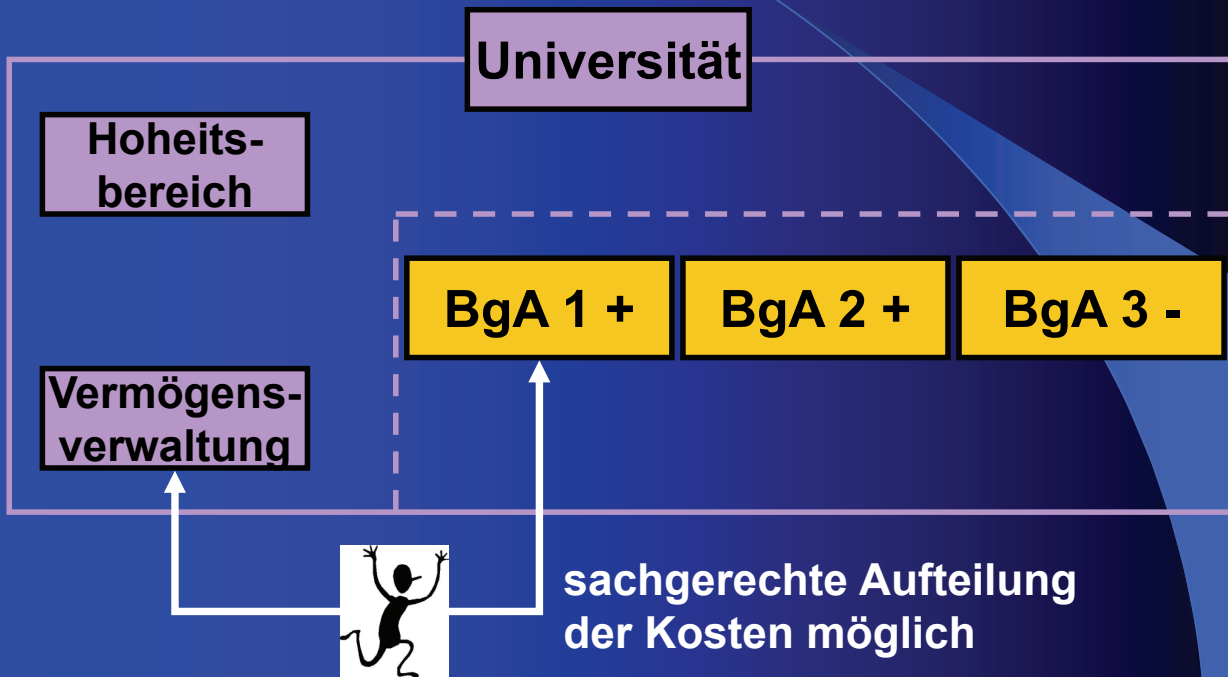 Universität
Hoheits-
bereich
BgA 1 +
BgA 2 +
BgA 3 -
Vermögens-
verwaltung
sachgerechte Aufteilung
der Kosten möglich